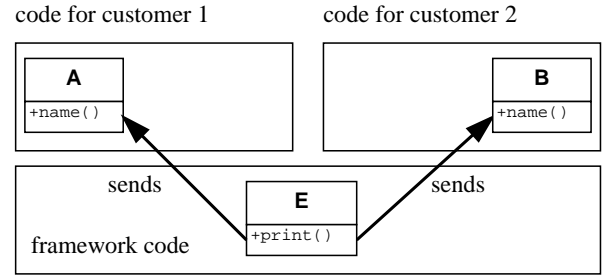 code for customer 1
code for customer 2
A
+name()
B
+name()
sends
sends
E
+print()
framework code